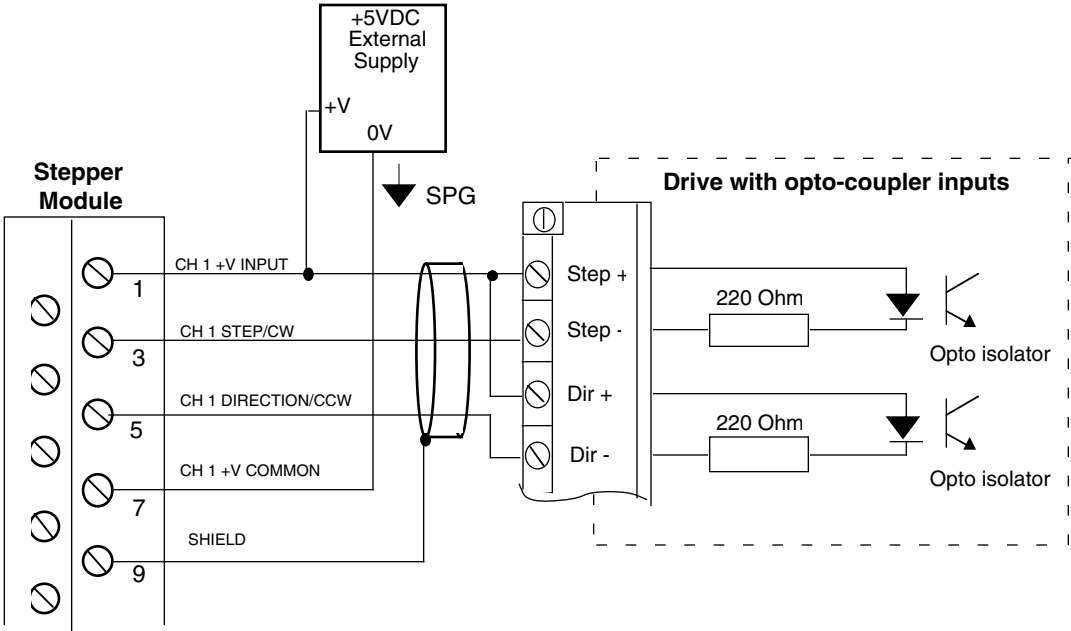 +5VDC
External
Supply
+V
0V
SPG
Stepper
Module
Drive with opto-coupler inputs
CH 1 +V INPUT
1
CH 1 STEP/CW
3
CH 1 DIRECTION/CCW
5
CH 1 +V COMMON
7
SHIELD
9
Step +
Step -
Dir +
Dir -
220 Ohm
Opto isolator
220 Ohm
Opto isolator